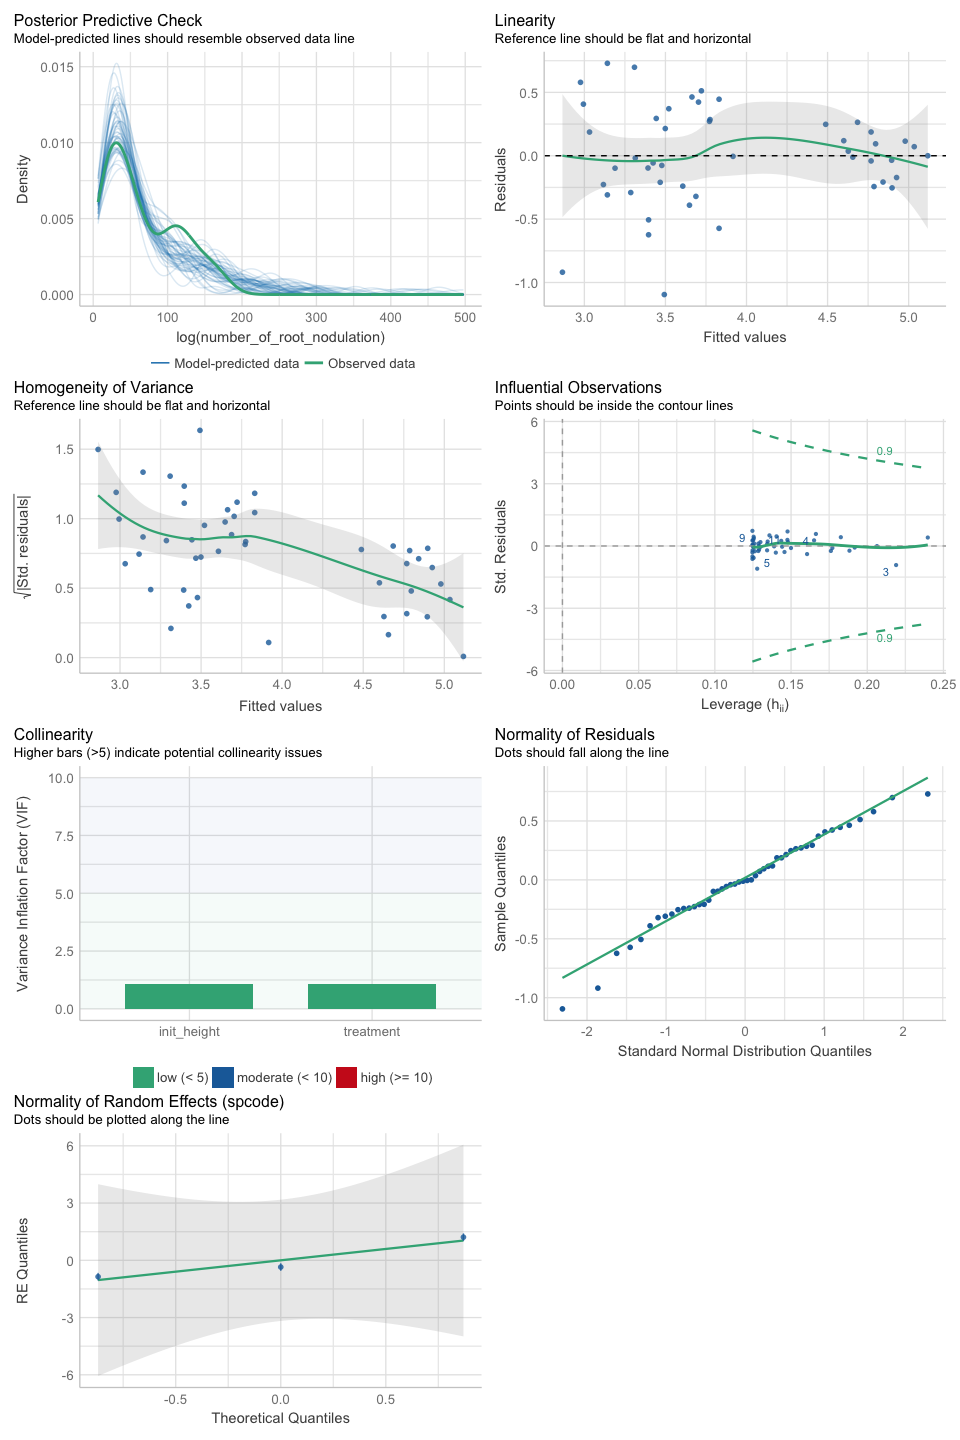 Posterior Predictive Check
Model-predicted lines should resemble observed data line
Density
0.015
0.010
0.005
0.000
0
100
200
300
400
500
log(number_of_root_nodulation)
Model-predicted data
Observed data
Linearity
Reference line should be flat and horizontal
Residuals
0.5
0.0
-0.5
-1.0
3.0
3.5
4.0
4.5
5.0
Fitted values
Homogeneity of Variance
Reference line should be flat and horizontal
√|Std. residuals|
1.5
1.0
0.5
0.0
3.0
3.5
4.0
4.5
5.0
Fitted values
Influential Observations
Points should be inside the contour lines
Std. Residuals
6
3
0
-3
-6
0.9
9
1
4
5
3
0.9
0.00
0.05
0.10
0.15
0.20
0.25
Leverage (hii)
Collinearity
Higher bars (>5) indicate potential collinearity issues
Variance Inflation Factor (VIF)
10.0
7.5
5.0
2.5
0.0
init_height
treatment
low (< 5)
moderate (< 10)
high (>= 10)
Normality of Residuals
Dots should fall along the line
Sample Quantiles
0.5
0.0
-0.5
-1.0
-2
-1
0
1
2
Standard Normal Distribution Quantiles
Normality of Random Effects (spcode)
Dots should be plotted along the line
RE Quantiles
6
3
0
-3
-6
-0.5
0.0
0.5
Theoretical Quantiles